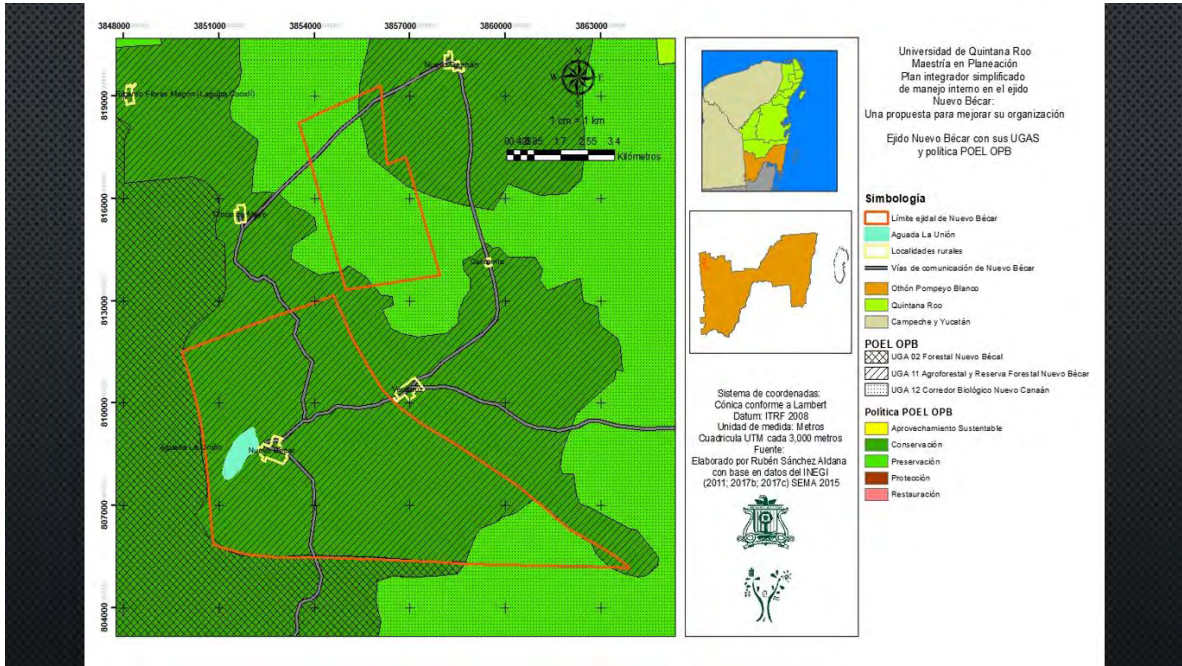 3848000
3851000
3854000
3857000
3860000
3863000
819000
816000
813000
810000
807000
804000
N
W
E
S
1 cm = 1 km
1.7 2.55 3.4
Kilómetros
Aguada La Unión
Universidad de Quintana Roo
Maestría en Planeación
Plan integrador simplificado
de manejo interno en el ejido
Nuevo Bécar:
Una propuesta para mejorar su organización
Ejido Nuevo Bécar con sus UGAS
y política POEL OPB
Simbología
Límite ejidal de Nuevo Bécar
Aguada La Unión
Localidades rurales
Vías de comunicación de Nuevo Bécar
Othón Pompeyo Blanco
Quintana Roo
Campeche y Yucatán
POEL OPB
UGA 02 Forestal Nuevo Bécal
UGA 11 Agroforestal y Reserva Forestal Nuevo Bécar
UGA 12 Corredor Biológico Nuevo Canaán
Política POEL OPB
Aprovechamiento Sustentable
Conservación
Preservación
Protección
Restauración
Sistema de coordenadas:
Cónica conforme a Lambert
Datum: ITRF 2008
Unidad de medida: Metros
Cuadricula UTM cada 3,000 metros
Fuente:
Elaborado por Rubén Sánchez Aldana
con base en datos del INEGI
(2011; 2017b; 2017c) SEMA 2015